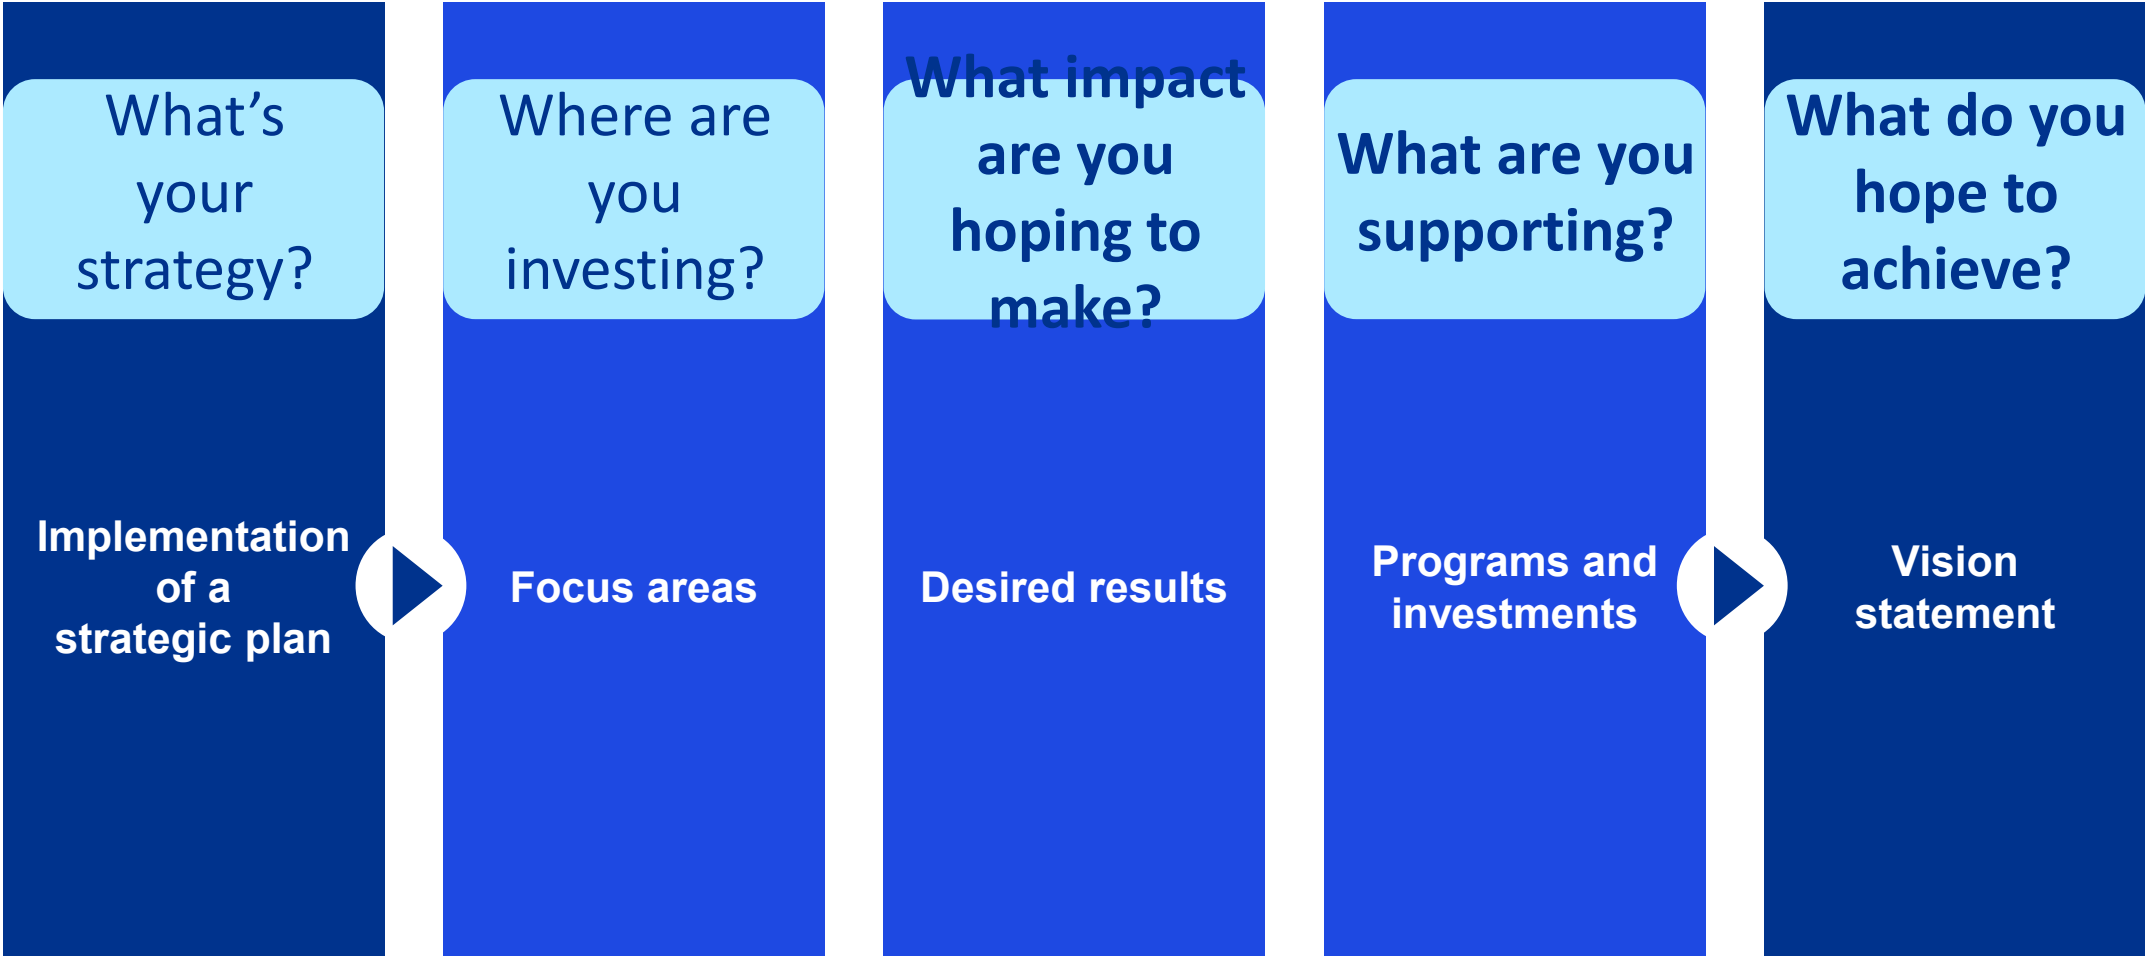 What’s
your
strategy?
Implementation
of a
strategic plan
Where are
you
investing?
Focus areas
What impact
are you
hoping to
make?
Desired results
What are you
supporting?
Programs and
investments
What do you
hope to
achieve?
Vision
statement